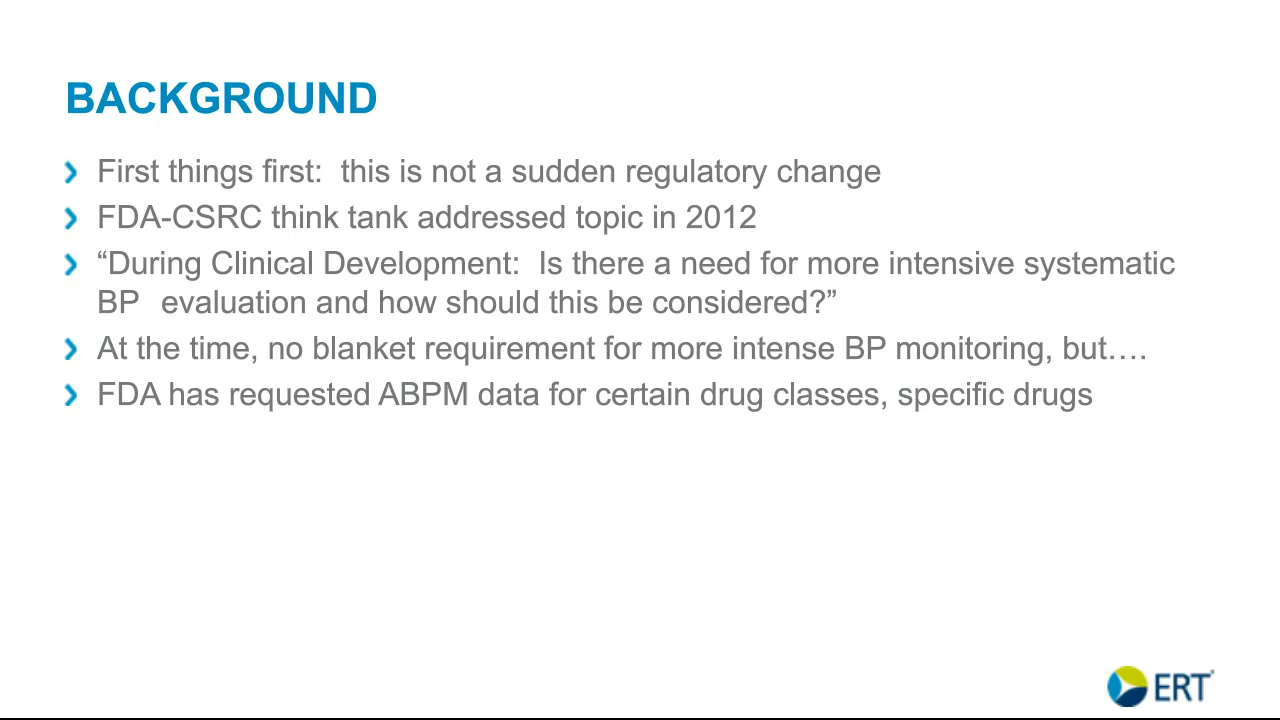 BACKGROUND
First things first:  this is not a sudden regulatory change
FDA-CSRC think tank addressed topic in 2012
“During Clinical Development:  Is there a need for more intensive systematic
BP  evaluation and how should this be considered?”
At the time, no blanket requirement for more intense BP monitoring, but….
FDA has requested ABPM data for certain drug classes, specific drugs
ERT